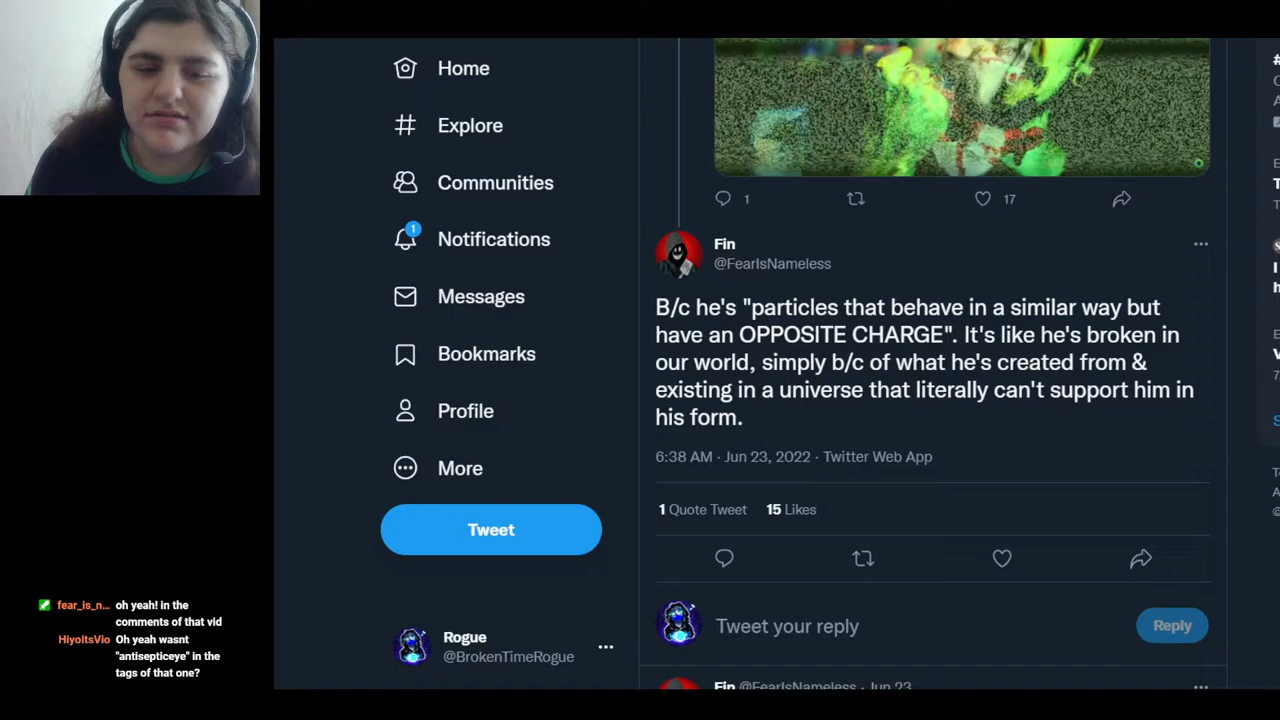 Home
Explore
Communities
1
Notifications
Messages
Bookmarks
Profile
More
Tweet
Rogue
@BrokenTimeRogue
1
17
Fin
@FearIsNameless
B/c he's "particles that behave in a similar way but
have an OPPOSITE CHARGE". It's like he's broken in
our world, simply b/c of what he's created from &
existing in a universe that literally can't support him in
his form.
6:38 AM · Jun 23, 2022 · Twitter Web App
1 Quote Tweet 15 Likes
Tweet your reply
Reply
Fin @FearIsNameless · Jun 23
fear_is_n... oh yeah! in the
comments of that vid
HiyoItsVio Oh yeah wasnt
"antisepticeye" in the
tags of that one?